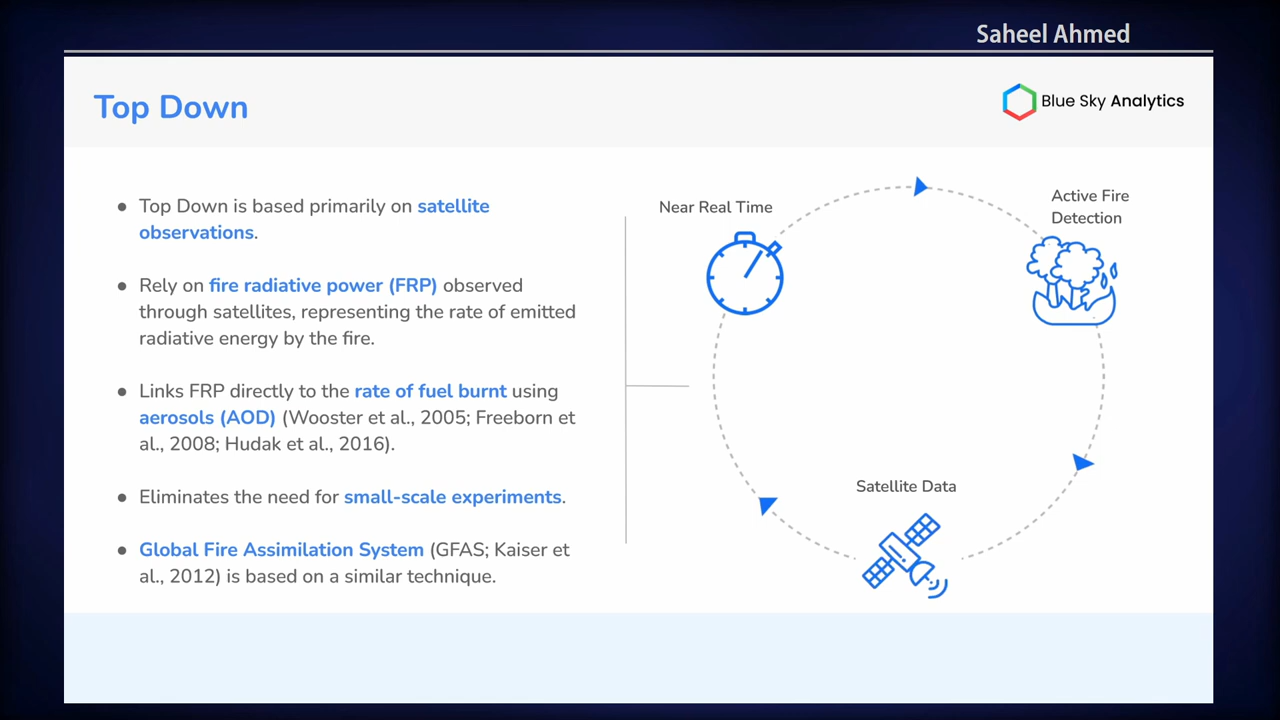 Saheel Ahmed
Top Down
Blue Sky Analytics
● Top Down is based primarily on satellite
observations.
● Rely on fire radiative power (FRP) observed
through satellites, representing the rate of emitted
radiative energy by the fire.
● Links FRP directly to the rate of fuel burnt using
aerosols (AOD) (Wooster et al., 2005; Freeborn et
al., 2008; Hudak et al., 2016).
● Eliminates the need for small-scale experiments.
● Global Fire Assimilation System (GFAS; Kaiser et
al., 2012) is based on a similar technique.
Near Real Time
Active Fire
Detection
Satellite Data